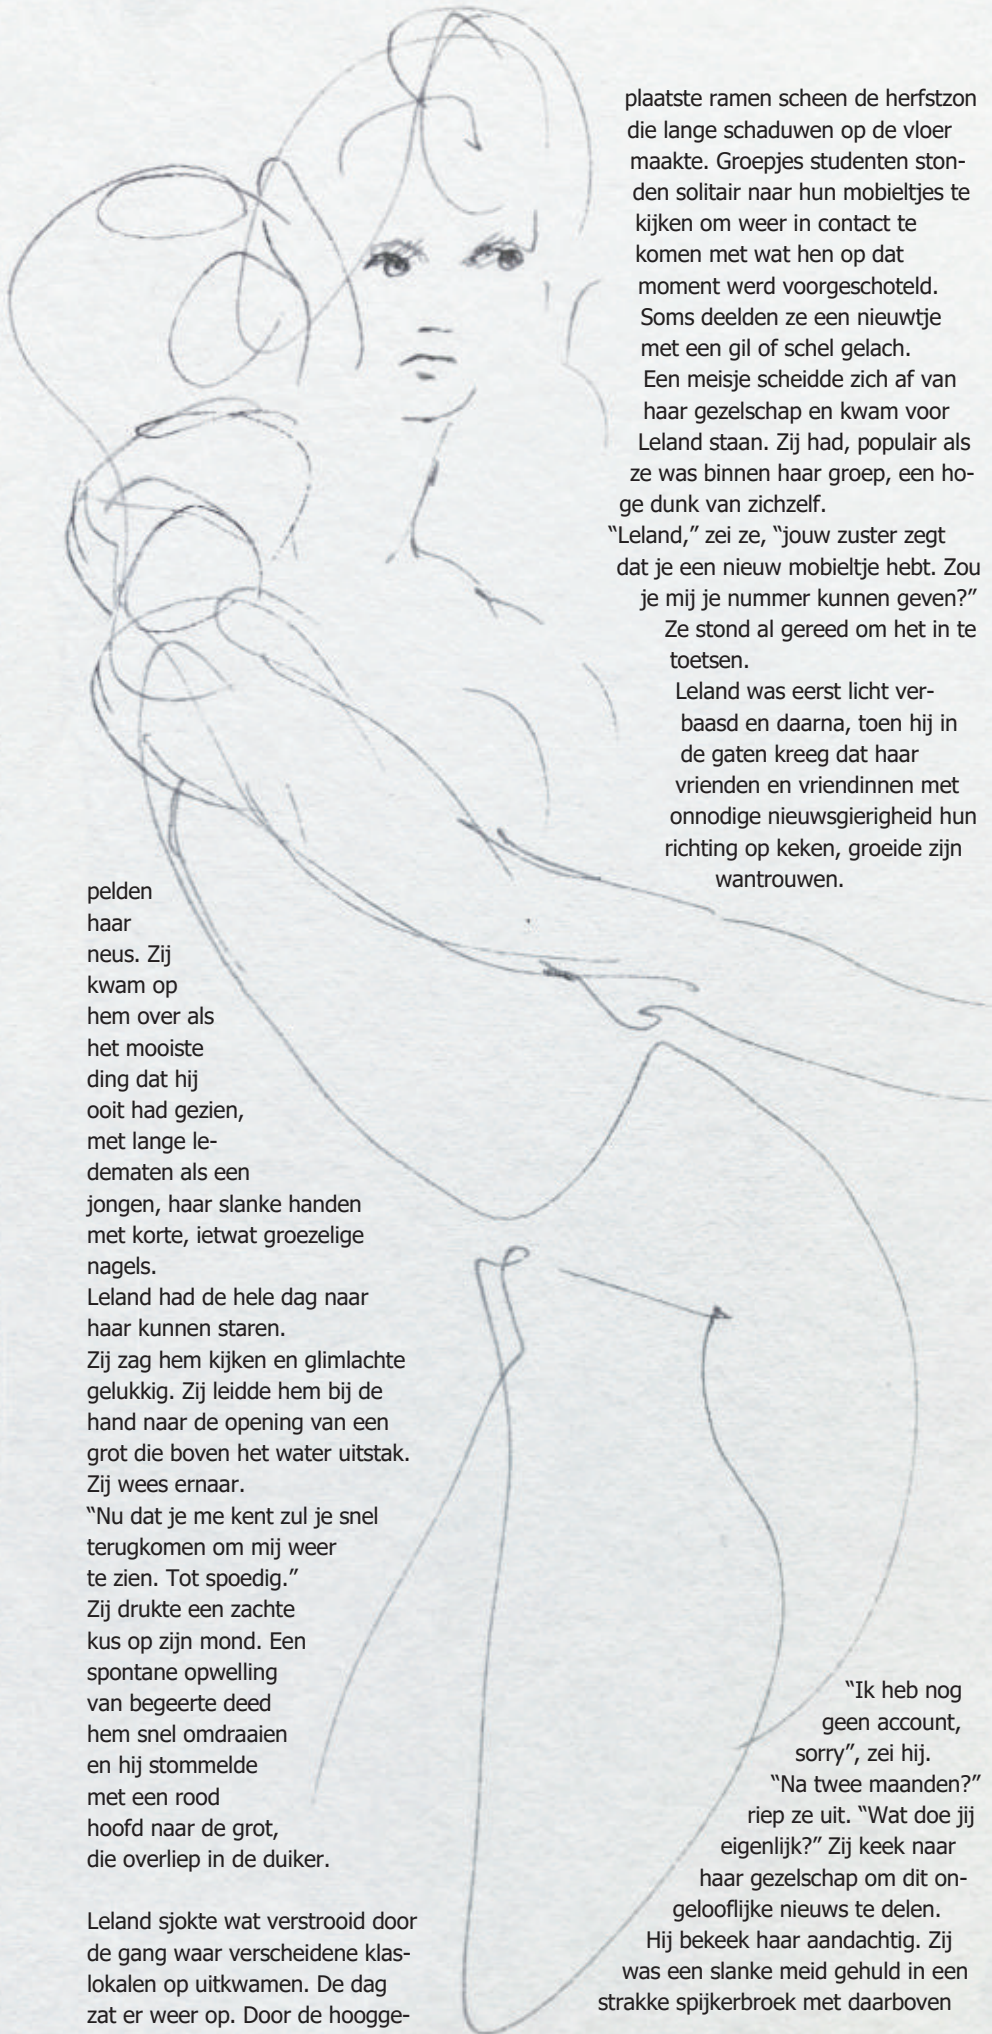 pelden
haar
neus. Zij
kwam op
hem over als
het mooiste
ding dat hij
ooit had gezien,
met lange le-
dematen als een
jongen, haar slanke handen
met korte, ietwat groezelige
nagels.
Leland had de hele dag naar
haar kunnen staren.
Zij zag hem kijken en glimlachte
gelukkig. Zij leidde hem bij de
hand naar de opening van een
grot die boven het water uitstak.
Zij wees ernaar.
“Nu dat je me kent zul je snel
terugkomen om mij weer
te zien. Tot spoedig.”
Zij drukte een zachte
kus op zijn mond. Een
spontane opwelling
van begeerte deed
hem snel omdraaien
en hij stommelde
met een rood
hoofd naar de grot,
die overliep in de duiker.

Leland sjokte wat verstrooid door
de gang waar verscheidene klas-
lokalen op uitkwamen. De dag
zat er weer op. Door de hoogge-
plaatste ramen scheen de herfstzon
die lange schaduwen op de vloer
maakte. Groepjes studenten ston-
den solitair naar hun mobieltjes te
kijken om weer in contact te
komen met wat hen op dat
moment werd voorgeschoteld.
Soms deelden ze een nieuwtje
met een gil of schel gelach.
Een meisje scheidde zich af van
haar gezelschap en kwam voor
Leland staan. Zij had, populair als
ze was binnen haar groep, een ho-
ge dunk van zichzelf.
“Leland,” zei ze, “jouw zuster zegt
dat je een nieuw mobieltje hebt. Zou
je mij je nummer kunnen geven?”
Ze stond al gereed om het in te
toetsen.
Leland was eerst licht ver-
baasd en daarna, toen hij in
de gaten kreeg dat haar
vrienden en vriendinnen met
onnodige nieuwsgierigheid hun
richting op keken, groeide zijn
wantrouwen.
“Ik heb nog
geen account,
sorry”, zei hij.
“Na twee maanden?”
riep ze uit. “Wat doe jij
eigenlijk?” Zij keek naar
haar gezelschap om dit on-
gelooflijke nieuws te delen.
Hij bekeek haar aandachtig. Zij
was een slanke meid gehuld in een
strakke spijkerbroek met daarboven